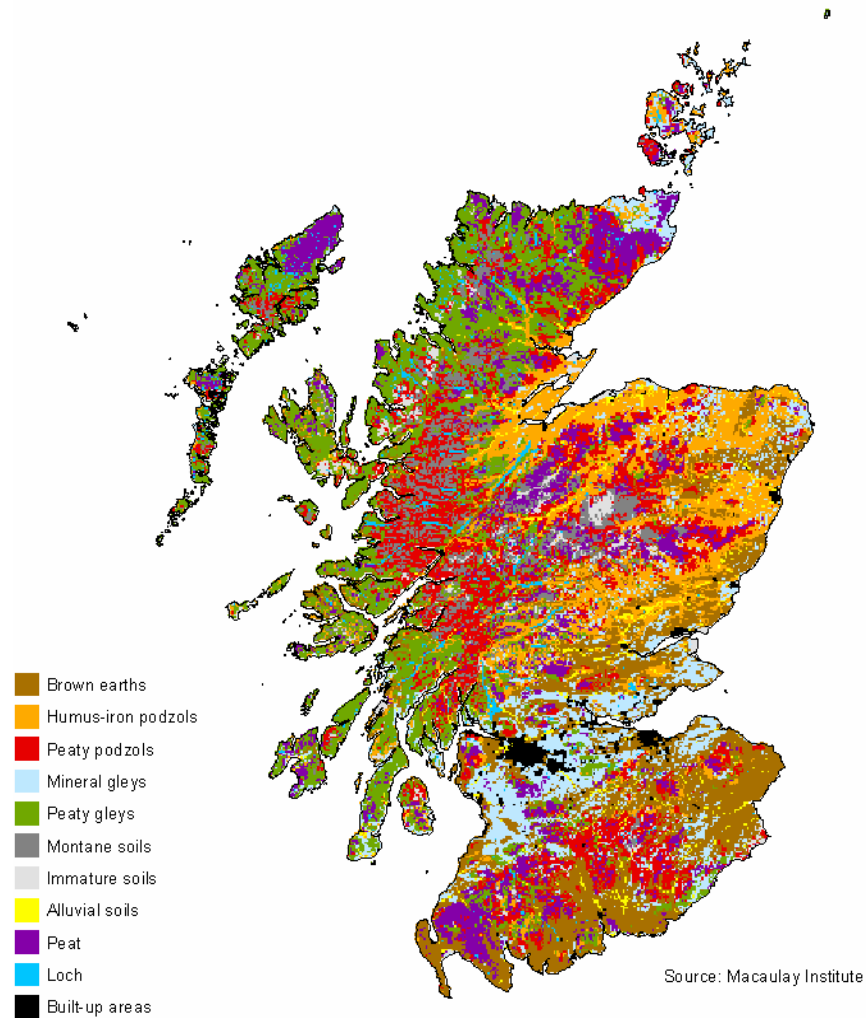 Brown earths
Humus-iron podzols
Peaty podzols
Mineral gleys
Peaty gleys
Montane soils
Immature soils
Alluvial soils
Peat
Loch
Built-up areas
Source: Macaulay Institute